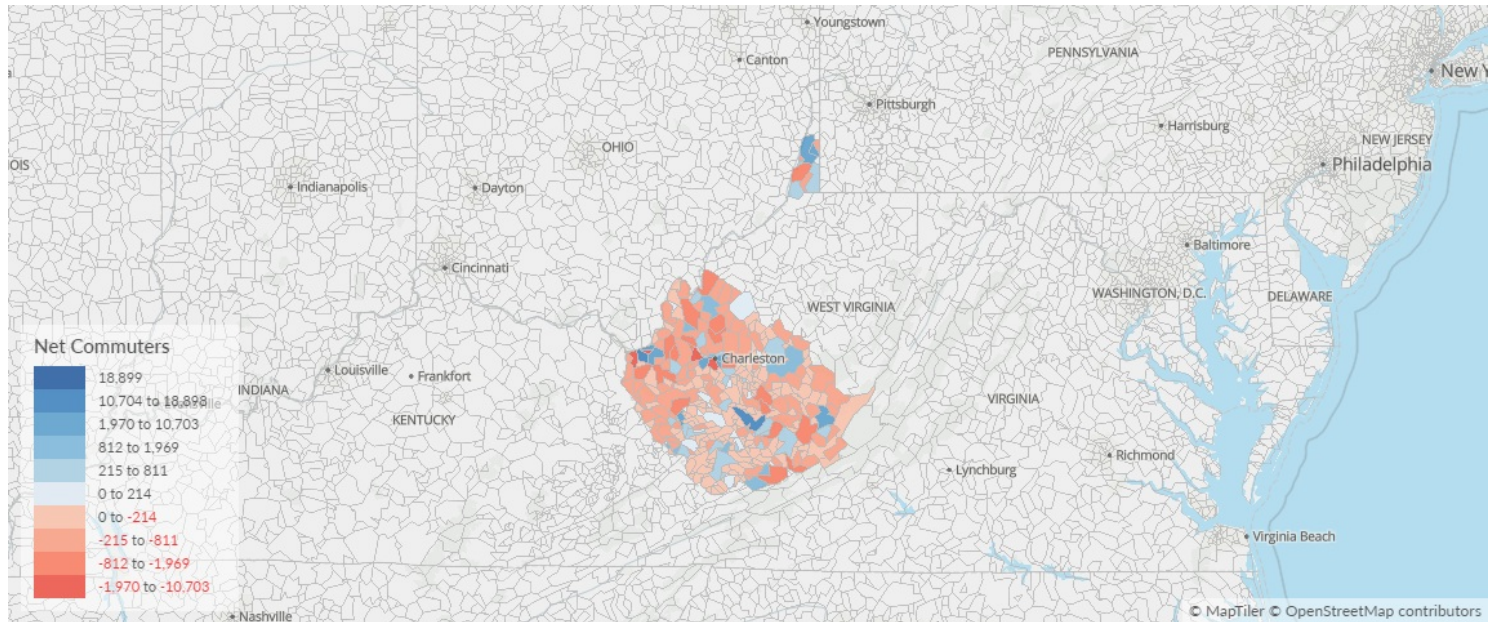 Youngstown
Canton
PENNSYLVANIA
New Y
Pittsburgh
Harrisburg
OHIO
NEW JERSEY
OIS
Philadelphia
Indianapolis
Dayton
Baltimore
Cincinnati
WASHINGTON, D.C.
DELAWARE
WEST VIRGINIA
Net Commuters
18,899
10,704 to 18,898
1,970 to 10,703
812 to 1,969
215 to 811
0 to 214
0 to -214
-215 to -811
-812 to -1,969
-1,970 to -10,703
Charleston
Louisville
Frankfort
INDIANA
KENTUCKY
VIRGINIA
Richmond
Lynchburg
Virginia Beach
Nashville
© MapTiler © OpenStreetMap contributors